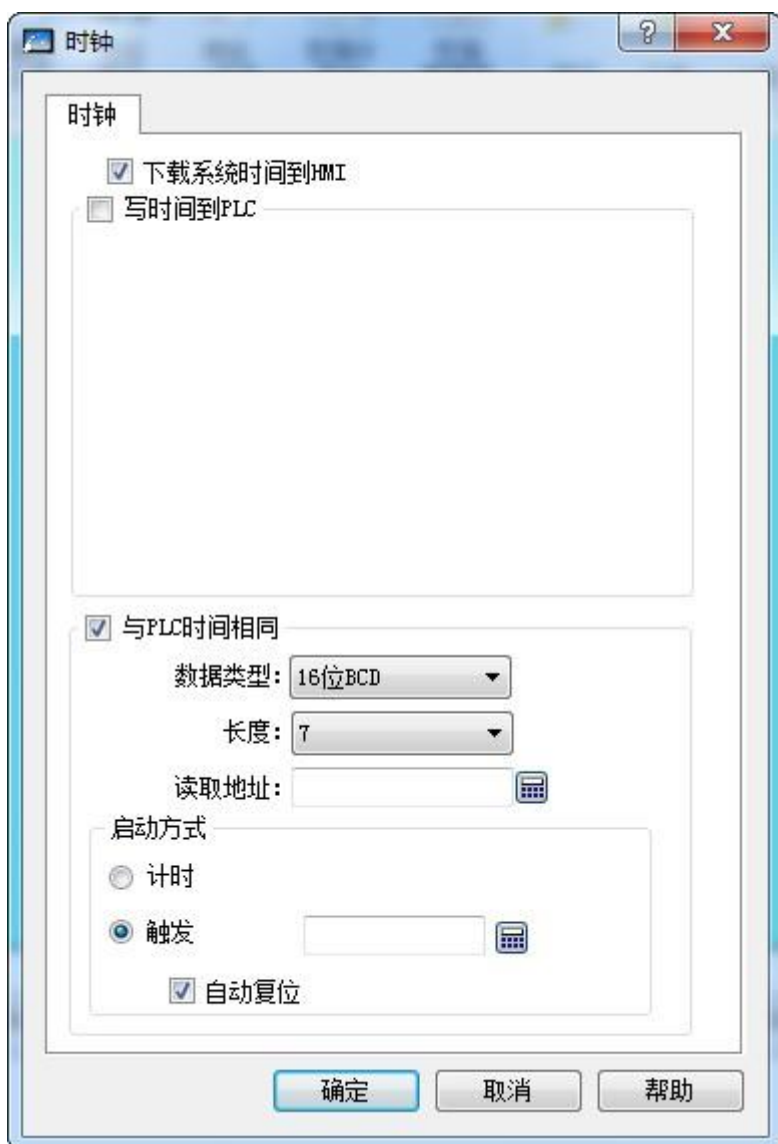 时钟
时钟
下载系统时间到HMI
写时间到PLC
与PLC时间相同
数据类型: 16位BCD
长度: 7
读取地址:
启动方式
计时
触发
自动复位
确定 取消 帮助